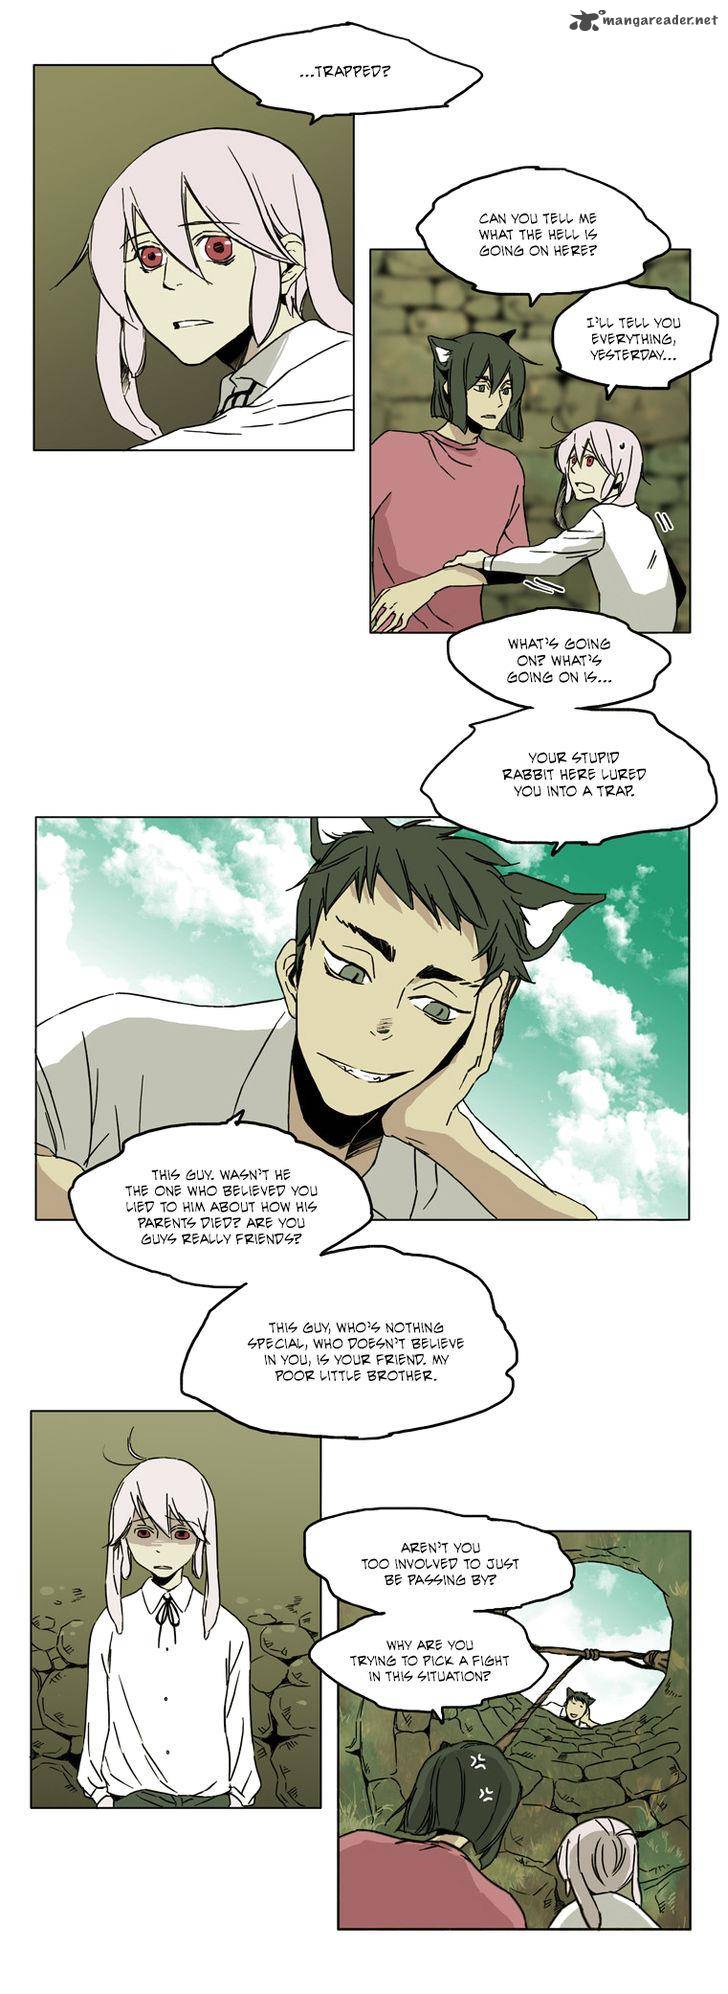 mangareader.net
...TRAPPED?
CAN YOU TELL ME
WHAT THE HELL IS
GOING ON HERE?
I'LL TELL YOU
EVERYTHING,
YESTERDAY...
WHAT'S GOING
ON? WHAT'S
GOING ON IS...
YOUR STUPID
RABBIT HERE LURED
YOU INTO A TRAP.
THIS GUY. WASN'T HE
THE ONE WHO BELIEVED YOU
LIED TO HIM ABOUT HOW HIS
PARENTS DIED? ARE YOU
GUYS REALLY FRIENDS?
THIS GUY, WHO'S NOTHING
SPECIAL, WHO DOESN'T BELIEVE
IN YOU, IS YOUR FRIEND. MY
POOR LITTLE BROTHER.
AREN'T YOU
TOO INVOLVED TO JUST
BE PASSING BY?
WHY ARE YOU
TRYING TO PICK A FIGHT
IN THIS SITUATION?